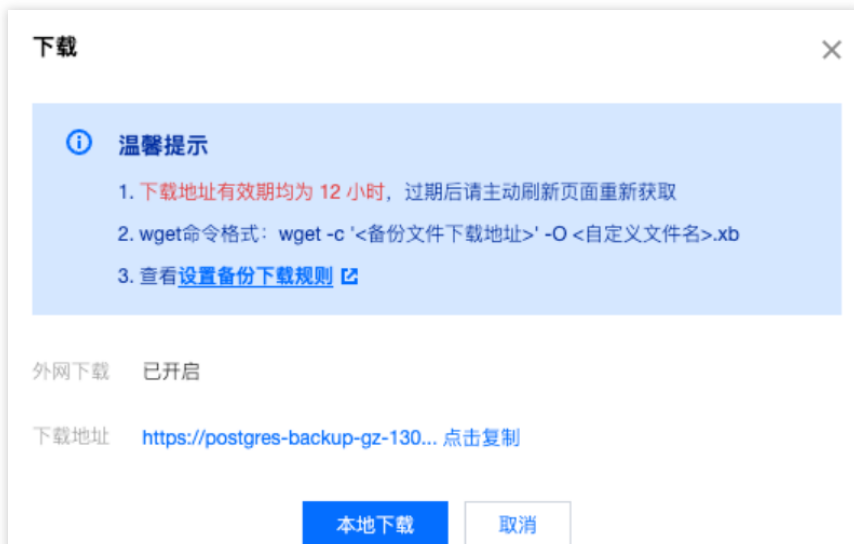 下载
温馨提示
1. 下载地址有效期均为 12 小时，过期后请主动刷新页面重新获取
2. wget命令格式：wget -c '<备份文件下载地址>' -O <自定义文件名>.xb
3. 查看设置备份下载规则
外网下载 已开启
下载地址 https://postgres-backup-gz-130... 点击复制
本地下载 取消